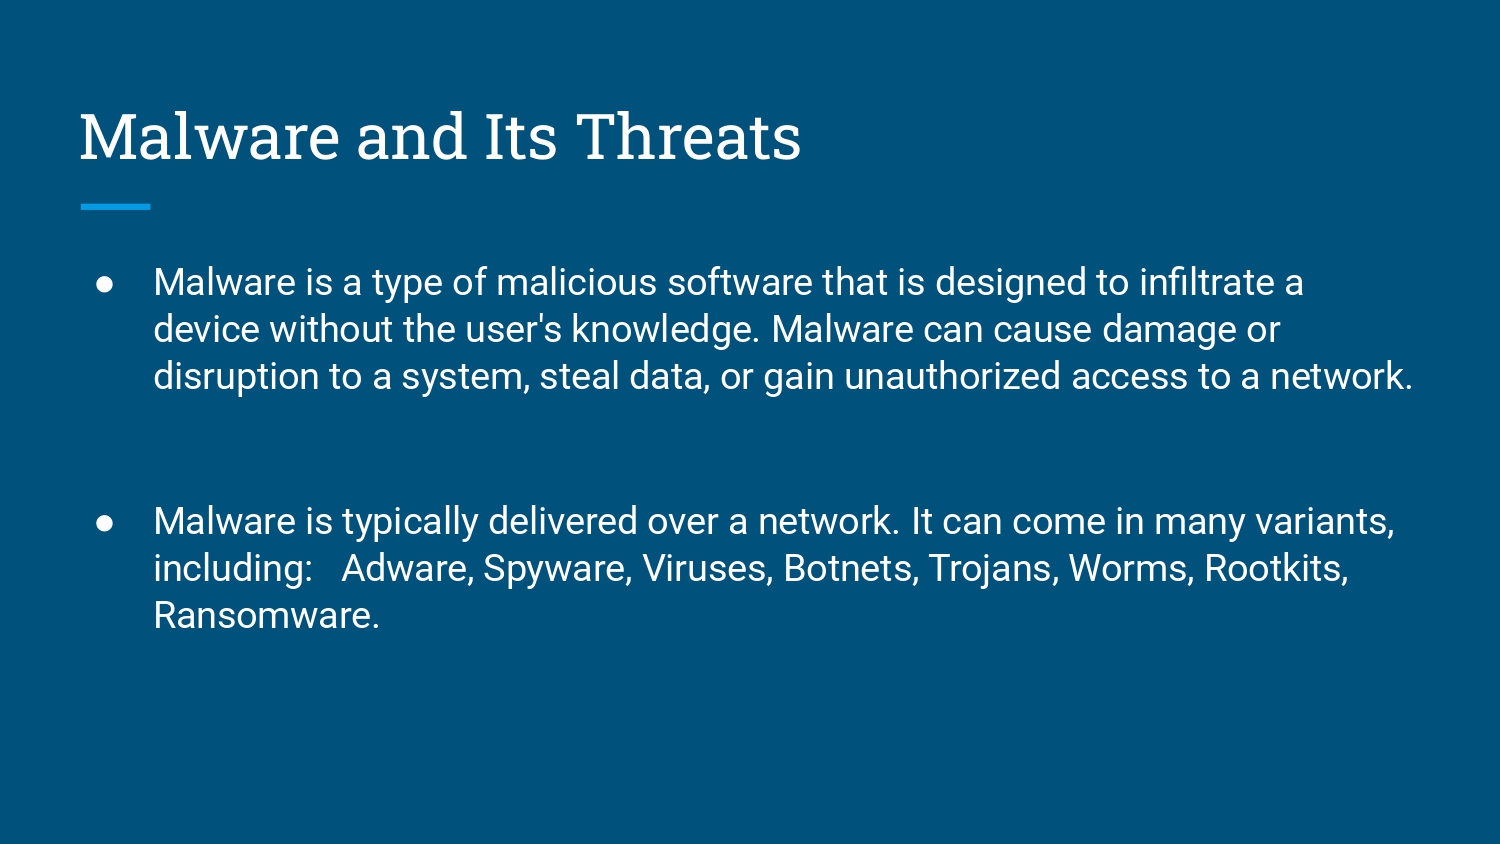 Malware and Its Threats
● Malware is a type of malicious software that is designed to infiltrate a
device without the user's knowledge. Malware can cause damage or
disruption to a system, steal data, or gain unauthorized access to a network.
● Malware is typically delivered over a network. It can come in many variants,
including:   Adware, Spyware, Viruses, Botnets, Trojans, Worms, Rootkits,
Ransomware.